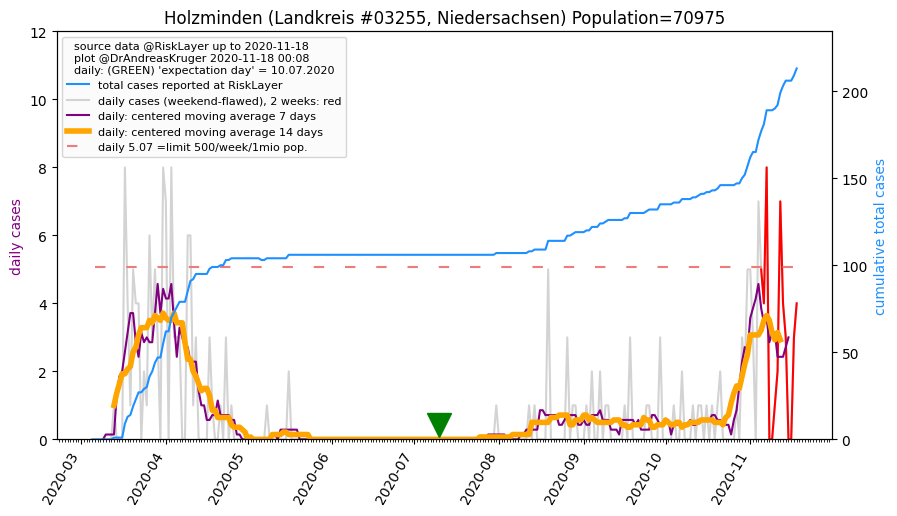 Holzminden (Landkreis #03255, Niedersachsen) Population=70975
source data @RiskLayer up to 2020-11-18
plot @DrAndreasKruger 2020-11-18 00:08
daily: (GREEN) 'expectation day' = 10.07.2020
total cases reported at RiskLayer
daily cases (weekend-flawed), 2 weeks: red
daily: centered moving average 7 days
daily: centered moving average 14 days
daily 5.07 =limit 500/week/1mio pop.
daily cases
12
10
8
6
4
2
0
cumulative total cases
200
150
100
50
0
2020-03
2020-04
2020-05
2020-06
2020-07
2020-08
2020-09
2020-10
2020-11